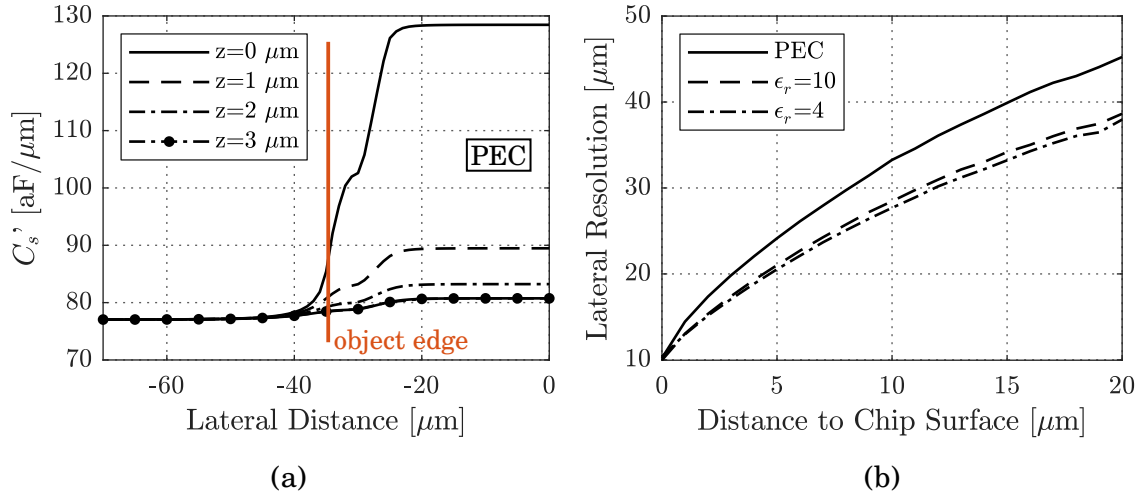 130
120
110
100
90
80
70
-60
-40
-20
0
C_s' [aF/μm]
Lateral Distance [μm]
z=0 μm
z=1 μm
z=2 μm
z=3 μm
PEC
object edge
(a)
50
40
30
20
10
0
5
10
15
20
Lateral Resolution [μm]
Distance to Chip Surface [μm]
PEC
ϵ_r=10
ϵ_r=4
(b)